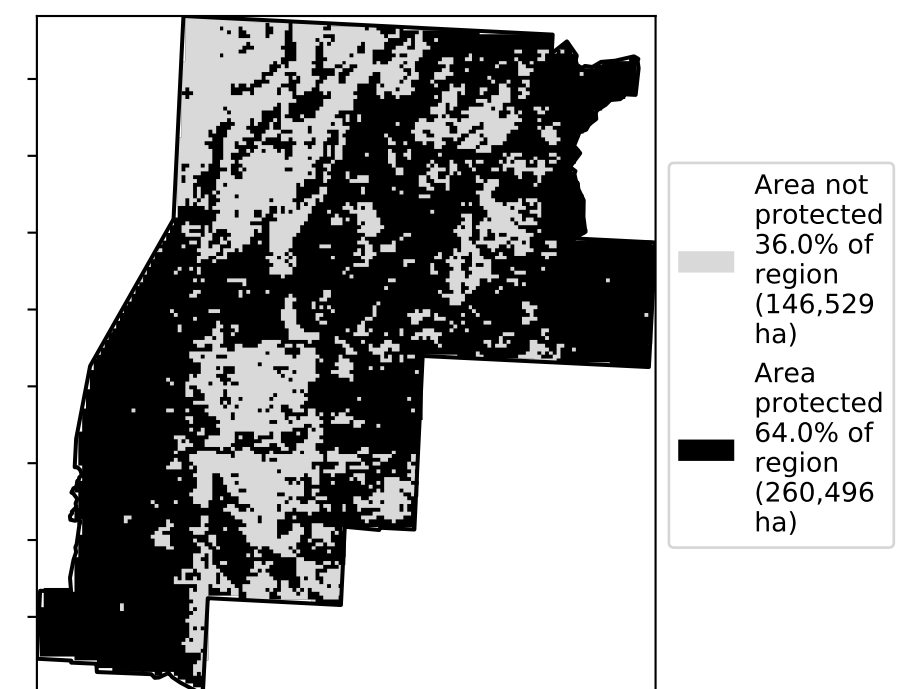 Area not
protected
36.0% of
region
(146,529
ha)
Area
protected
64.0% of
region
(260,496
ha)